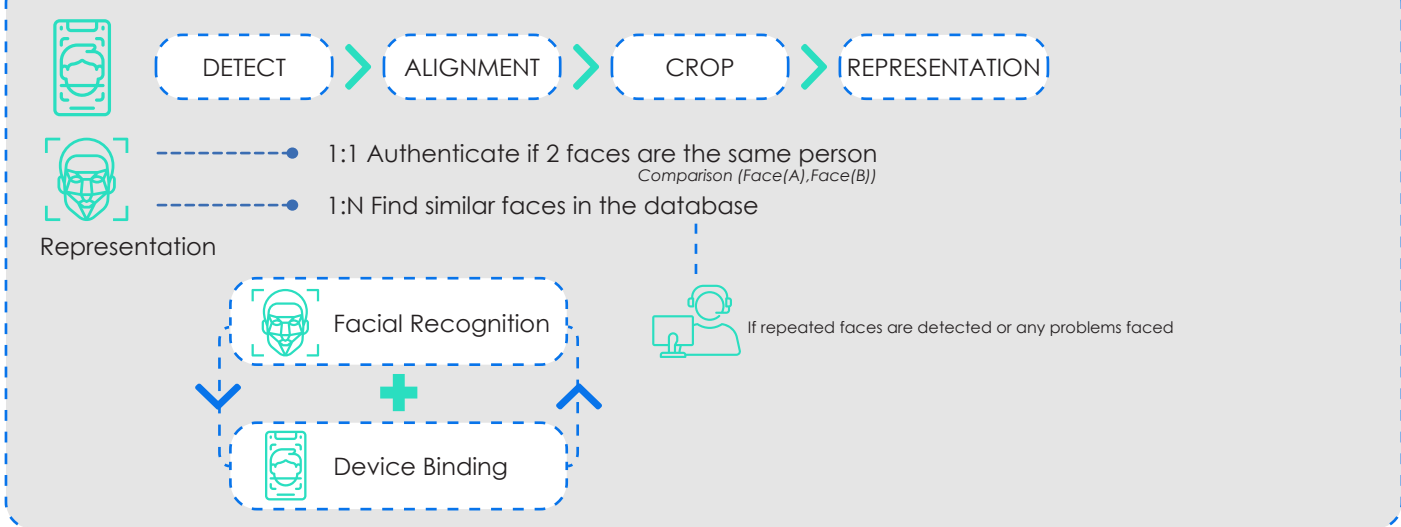 DETECT
ALIGNMENT
CROP
REPRESENTATION
1:1 Authenticate if 2 faces are the same person
Comparison (Face(A),Face(B))
1:N Find similar faces in the database
Representation
Facial Recognition
If repeated faces are detected or any problems faced
Device Binding